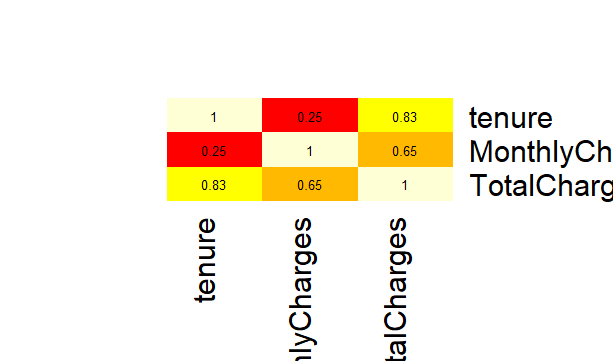 1 0.25 0.83 tenure
0.25 1 0.65 MonthlyCh
0.83 0.65 1 TotalCharg
tenure
nlyCharges
talCharges